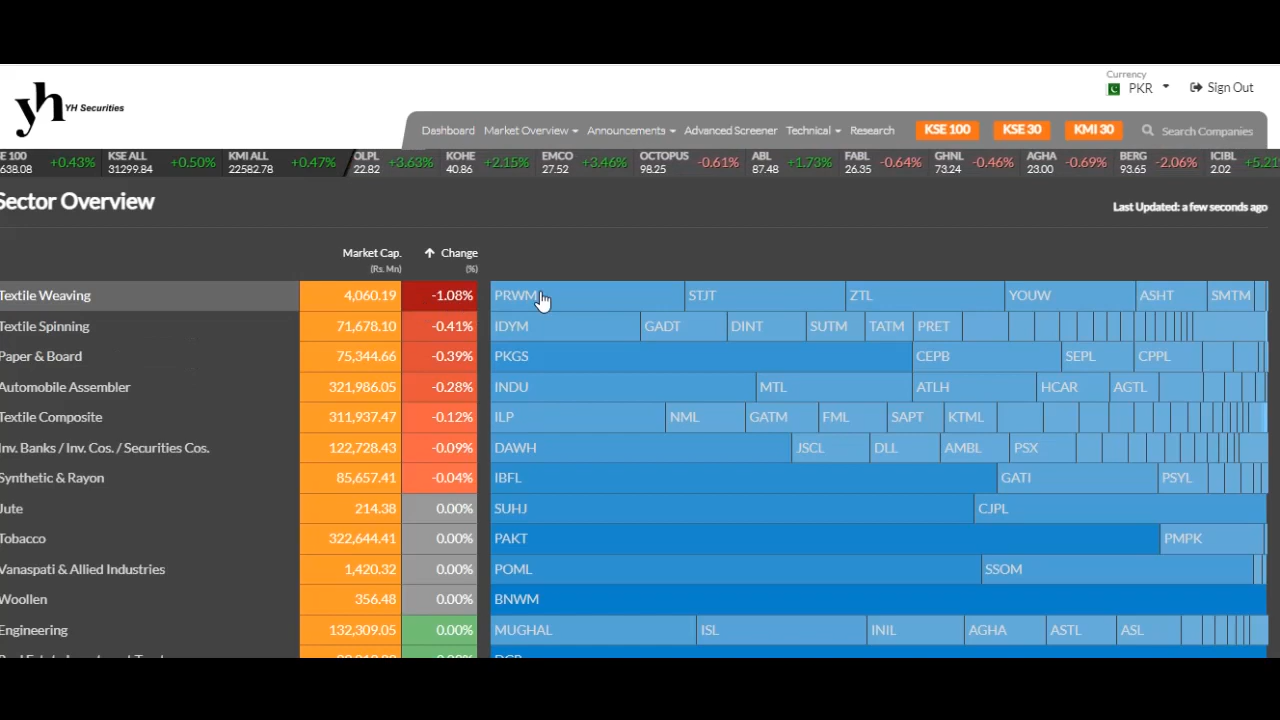 Currency
PKR
Sign Out
yh YH Securities
Dashboard Market Overview Announcements Advanced Screener Technical Research KSE 100 KSE 30 KMI 30 Search Companies
E 100 +0.43% KSE ALL +0.50% KMI ALL +0.47% OLPL +3.63% KOHE +2.15% EMCO +3.46% OCTOPUS -0.61% ABL +1.73% FABL -0.64% GHNL -0.46% AGHA -0.69% BERG -2.06% ICIBL +5.21
638.08 31299.84 22582.78 22.82 40.86 27.52 98.25 87.48 26.35 73.24 23.00 93.65 2.02
Sector Overview
Last Updated: a few seconds ago
Market Cap. Change
(Rs. Mn) (%)
Textile Weaving 4,060.19 -1.08% PRWM STJT ZTL YOUW ASHT SMTM
Textile Spinning 71,678.10 -0.41% IDYM GADT DINT SUTM TATM PRET
Paper & Board 75,344.66 -0.39% PKGS CEPB SEPL CPPL
Automobile Assembler 321,986.05 -0.28% INDU MTL ATLH HCAR AGTL
Textile Composite 311,937.47 -0.12% ILP NML GATM FML SAPT KTML
Inv. Banks / Inv. Cos. / Securities Cos. 122,728.43 -0.09% DAWH JSCL DLL AMBL PSX
Synthetic & Rayon 85,657.41 -0.04% IBFL GATI PSYL
Jute 214.38 0.00% SUHJ CJPL
Tobacco 322,644.41 0.00% PAKT PMPK
Vanaspati & Allied Industries 1,420.32 0.00% POML SSOM
Woollen 356.48 0.00% BNWM
Engineering 132,309.05 0.00% MUGHAL ISL INIL AGHA ASTL ASL